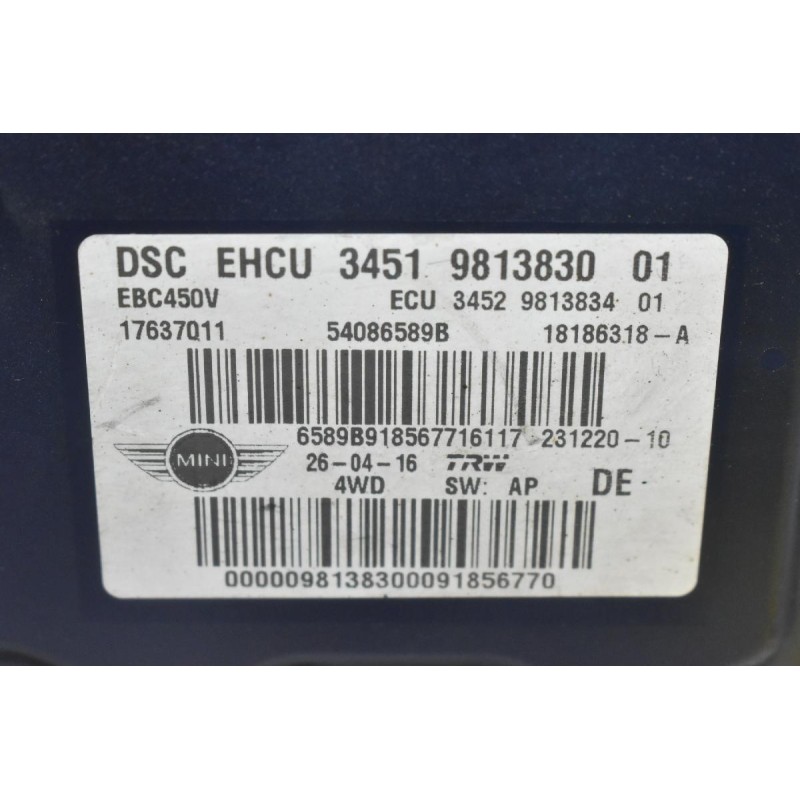 DSC EHCU 3451 9813830 01
EBC450V ECU 3452 9813834 01
17637011 54086589B 18186318-A
6589B918567716117 231220-10
MINI
26-04-16 TRW
4WD SW: AP DE
0000098138300091856770